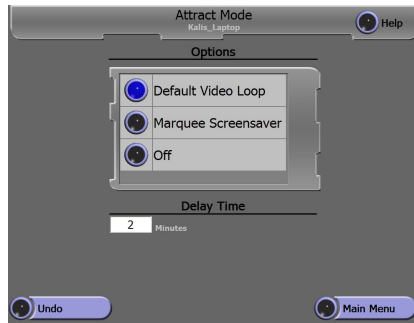 Attract Mode
Kalis_Laptop
Help
Options
Default Video Loop
Marquee Screensaver
Off
Delay Time
2 Minutes
Undo
Main Menu